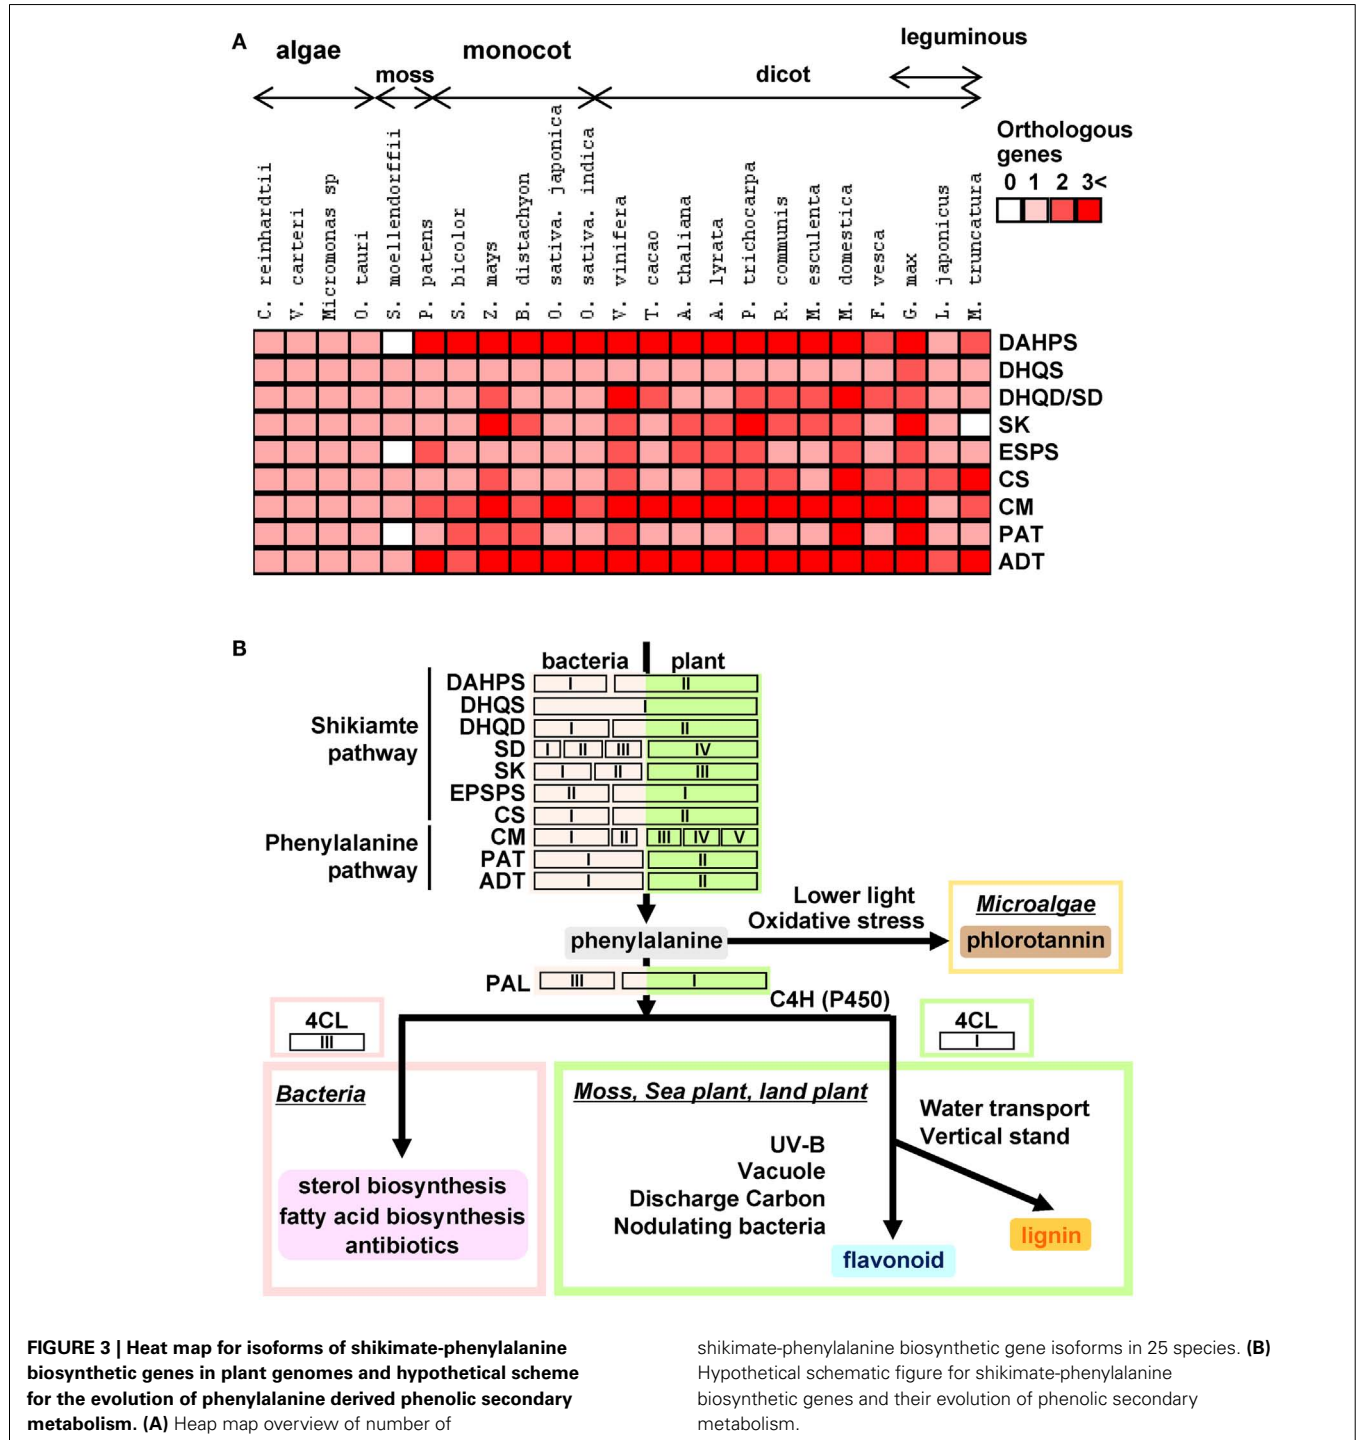 A
algae
moss
monocot
dicot
leguminous
C. reinhardtii
V. carteri
Micromonas sp
O. tauri
S. moellendorffii
P. patens
S. bicolor
Z. mays
B. distachyon
O. sativa. japonica
O. sativa. indica
V. vinifera
T. cacao
A. thaliana
A. lyrata
P. trichocarpa
R. communis
M. esculenta
M. domestica
F. vesca
G. max
L. japonicus
M. truncatura
Orthologous
genes
0 1 2 3<
DAHPS
DHQS
DHQD/SD
SK
ESPS
CS
CM
PAT
ADT
B
bacteria plant
Shikiamte
pathway
DAHPS I II
DHQS I
DHQD I II
SD I II III IV
SK I II III
EPSPS II I
CS I II
Phenylalanine
pathway
CM I II III IV V
PAT I II
ADT I II
phenylalanine
Lower light
Oxidative stress
Microalgae
phlorotannin
PAL III I
C4H (P450)
4CL
III
4CL
I
Bacteria
sterol biosynthesis
fatty acid biosynthesis
antibiotics
Moss, Sea plant, land plant
UV-B
Vacuole
Discharge Carbon
Nodulating bacteria
Water transport
Vertical stand
flavonoid
lignin
FIGURE 3 | Heat map for isoforms of shikimate-phenylalanine
biosynthetic genes in plant genomes and hypothetical scheme
for the evolution of phenylalanine derived phenolic secondary
metabolism. (A) Heap map overview of number of
shikimate-phenylalanine biosynthetic gene isoforms in 25 species. (B)
Hypothetical schematic figure for shikimate-phenylalanine
biosynthetic genes and their evolution of phenolic secondary
metabolism.